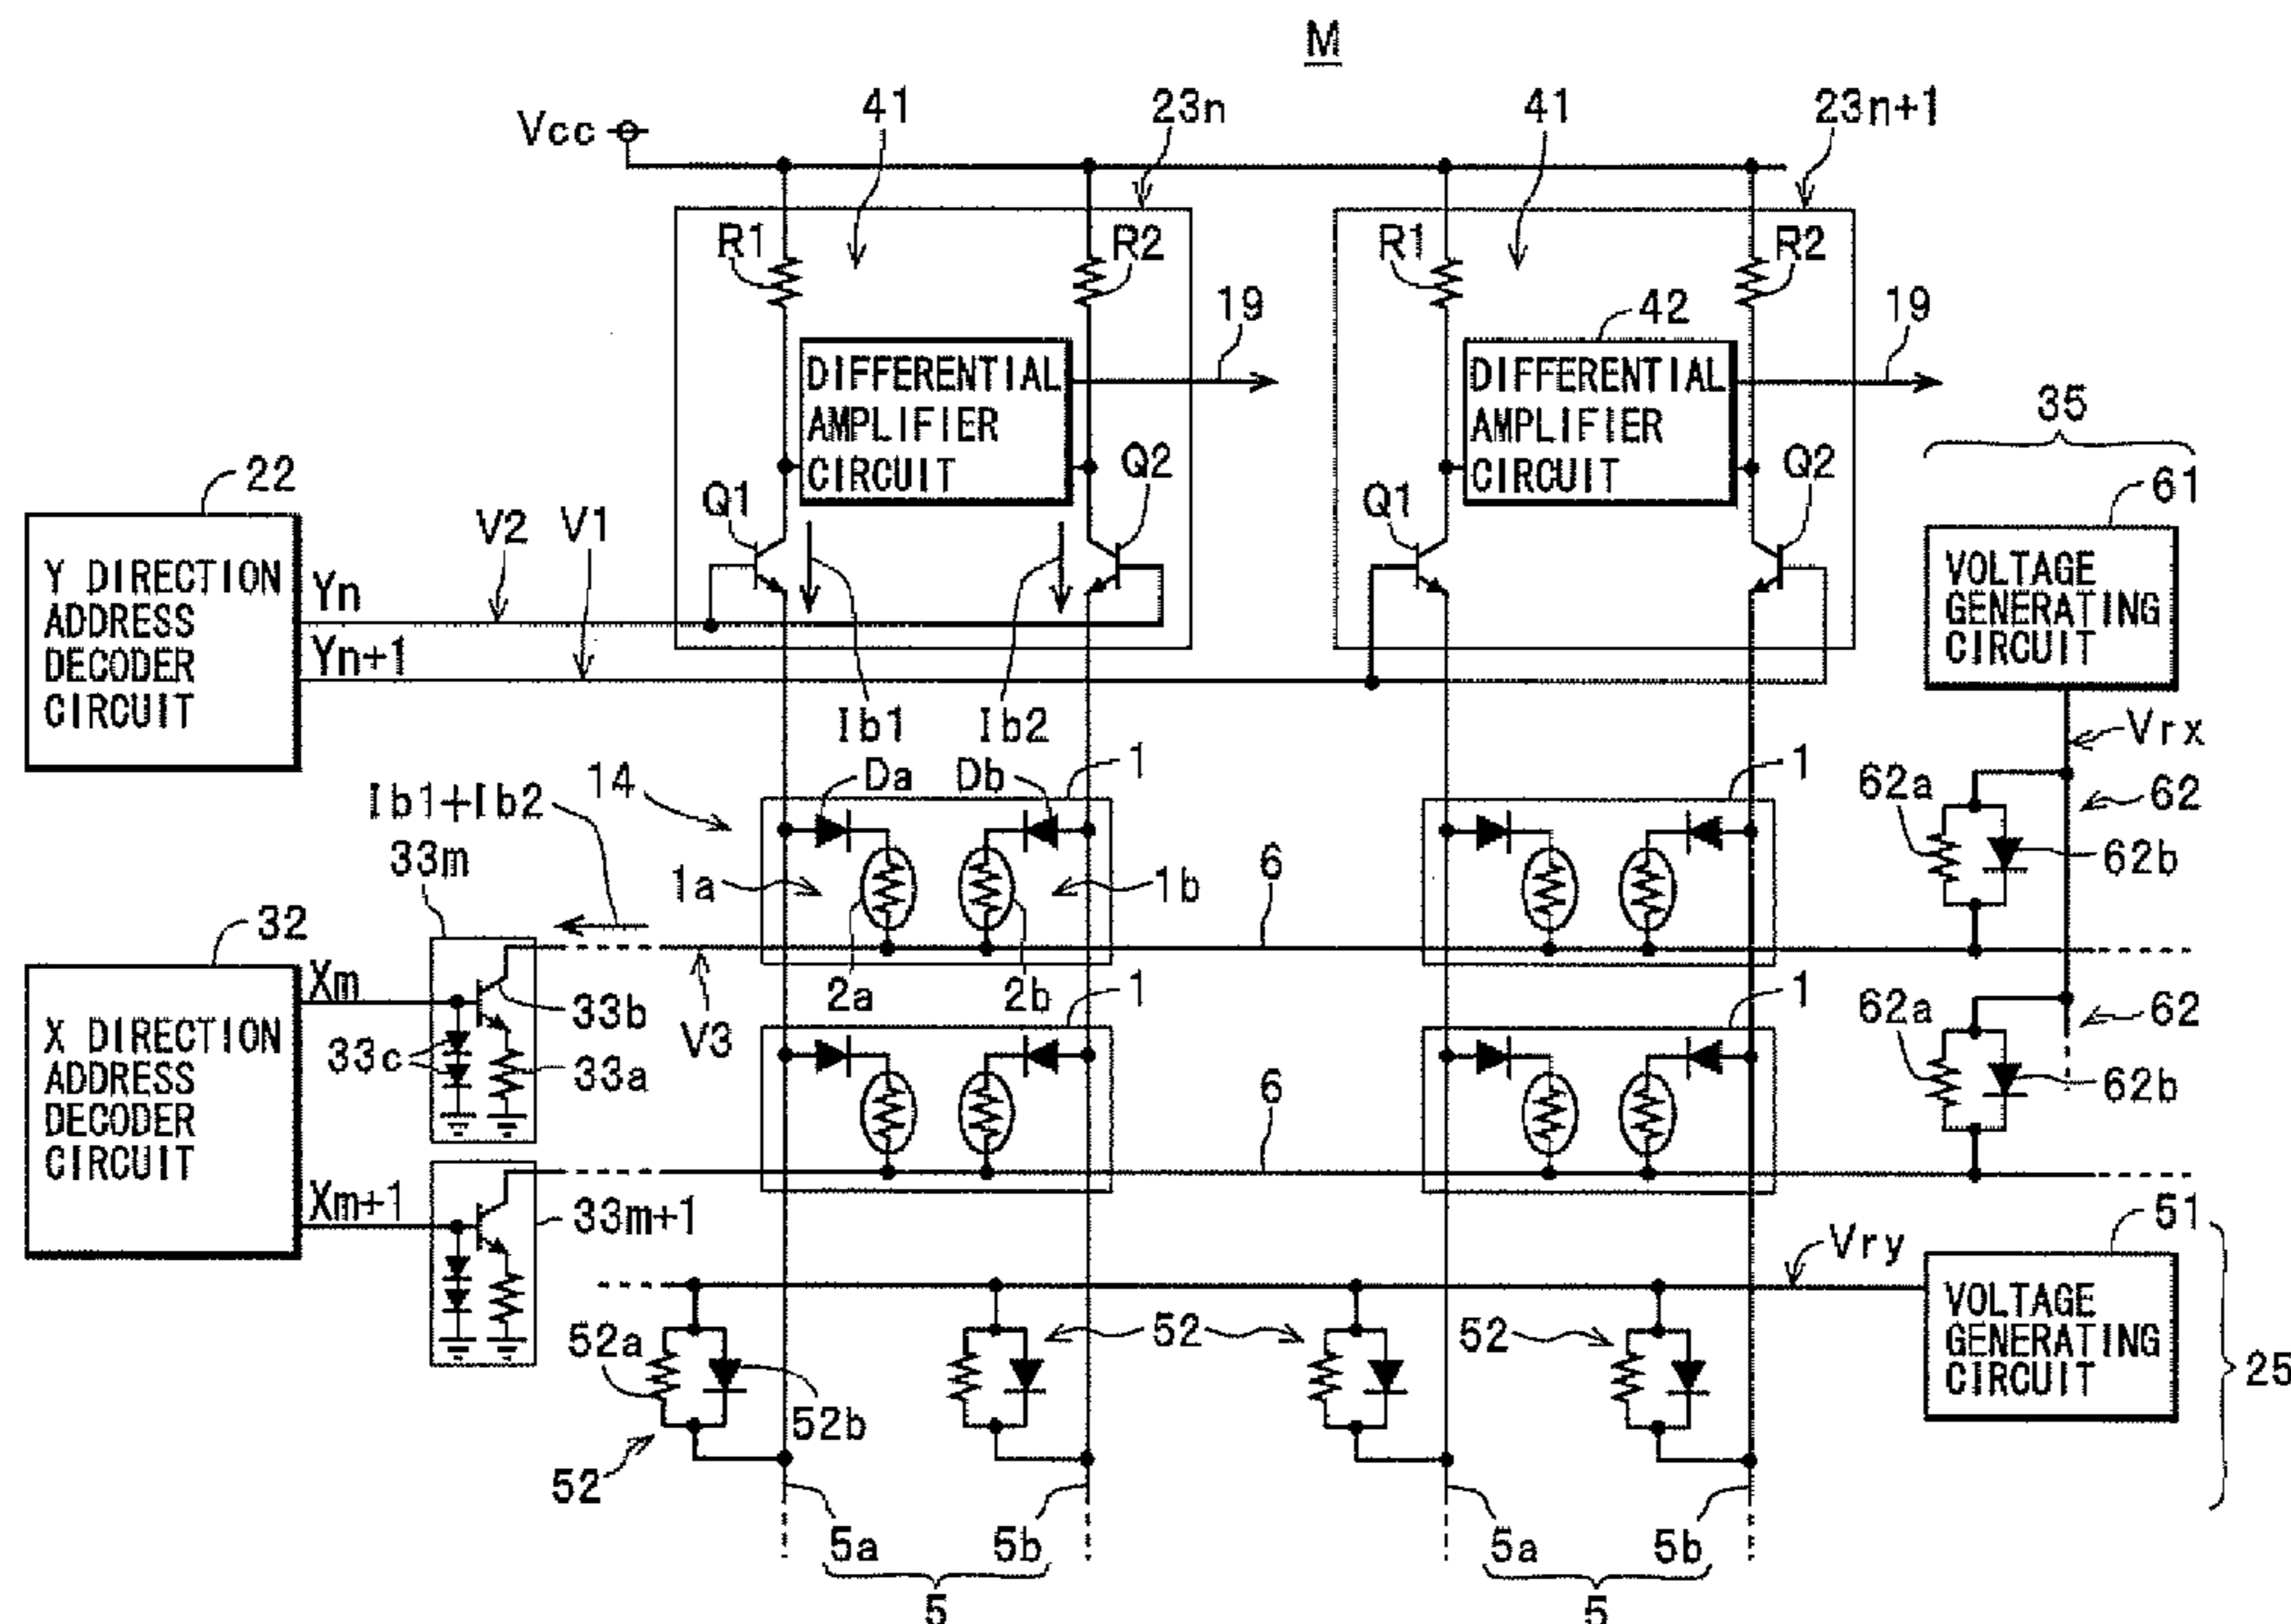 M
41 23n 41 23n+1
Vcc
R1 R2 R1 R2
19 42 19
DIFFERENTIAL
AMPLIFIER
CIRCUIT
DIFFERENTIAL
AMPLIFIER
CIRCUIT
35
22 V2 V1 Q1 Q2 Q1 Q2 61
Y DIRECTION
ADDRESS
DECODER
CIRCUIT
Yn
Yn+1
VOLTAGE
GENERATING
CIRCUIT
Ib1 Ib2 Vrx
Ib1+Ib2 14 Da Db 1 1 62a 62
33m 1a 1b 6 62b
32
Xm 2a 2b 1 1 62a 62
33b V3
X DIRECTION
ADDRESS
DECODER
CIRCUIT
33c 33a 6 62b
Xm+1 33m+1 51
Vry
VOLTAGE
GENERATING
CIRCUIT
25
52a 52 52
52b
52
5a 5b 5a 5b
5 5